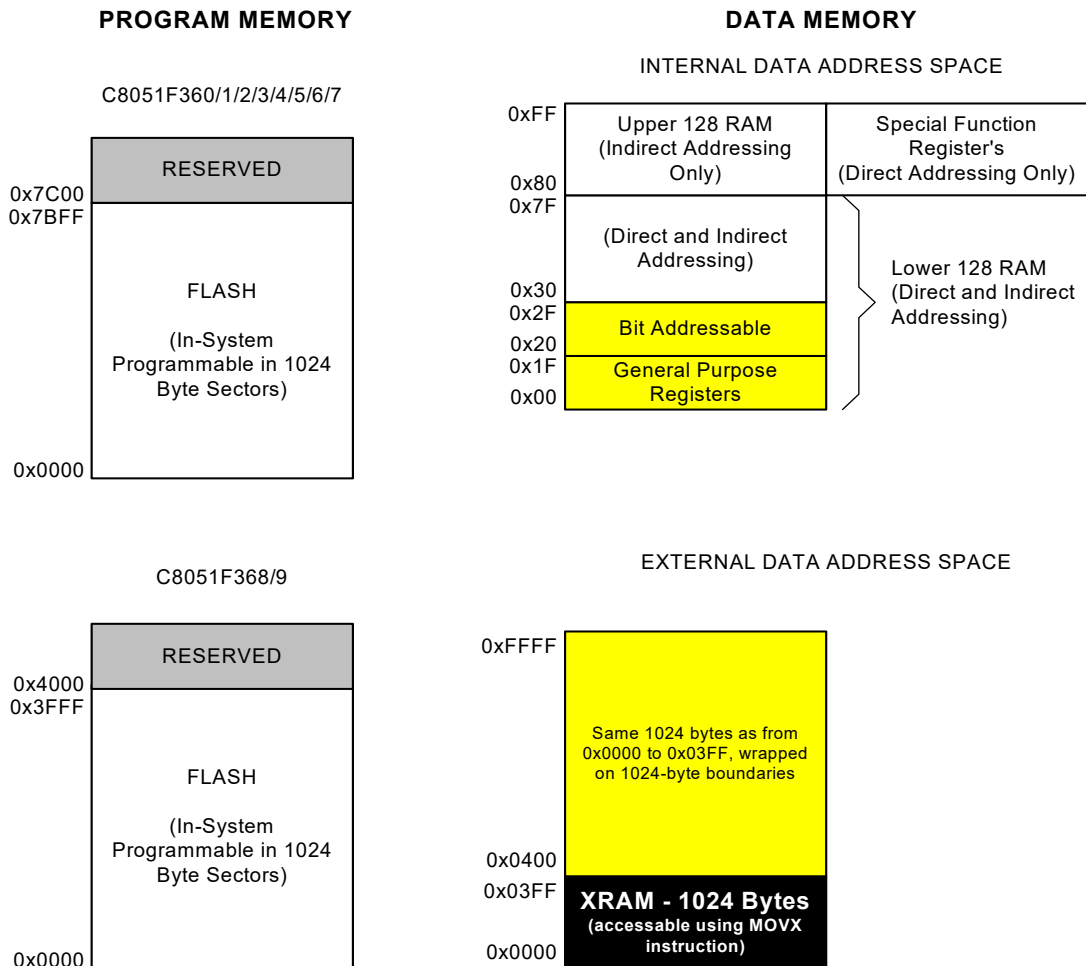 PROGRAM MEMORY
C8051F360/1/2/3/4/5/6/7
RESERVED
0x7C00
0x7BFF
FLASH
(In-System
Programmable in 1024
Byte Sectors)
0x0000
C8051F368/9
RESERVED
0x4000
0x3FFF
FLASH
(In-System
Programmable in 1024
Byte Sectors)
0x0000
DATA MEMORY
INTERNAL DATA ADDRESS SPACE
0xFF
Upper 128 RAM
(Indirect Addressing
Only)
0x80
Special Function
Register's
(Direct Addressing Only)
0x7F
(Direct and Indirect
Addressing)
0x30
0x2F
Bit Addressable
0x20
0x1F
General Purpose
Registers
0x00
Lower 128 RAM
(Direct and Indirect
Addressing)
EXTERNAL DATA ADDRESS SPACE
0xFFFF
Same 1024 bytes as from
0x0000 to 0x03FF, wrapped
on 1024-byte boundaries
0x0400
0x03FF
XRAM - 1024 Bytes
(accessable using MOVX
instruction)
0x0000